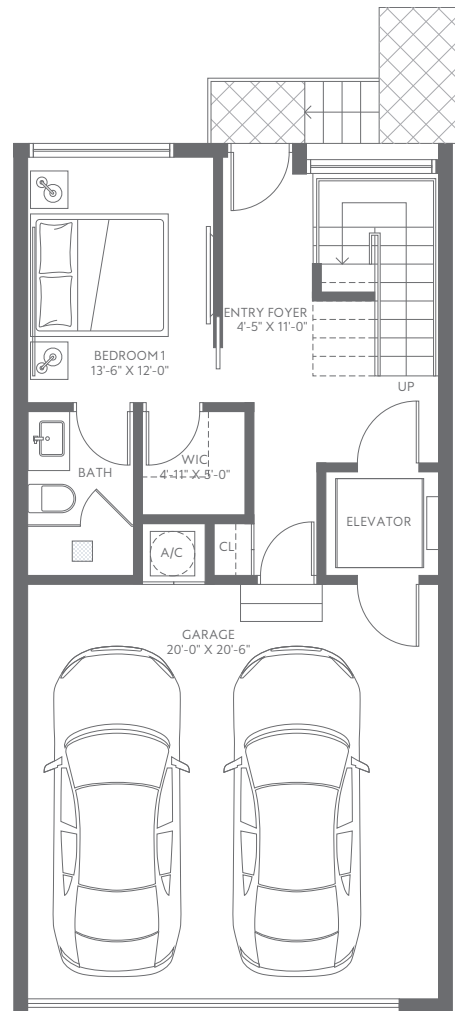 ENTRY FOYER
4'-5" X 11'-0"
BEDROOM 1
13'-6" X 12'-0"
UP
BATH
WIC
4'-11" X 5'-0"
ELEVATOR
A/C
CL
GARAGE
20'-0" X 20'-6"